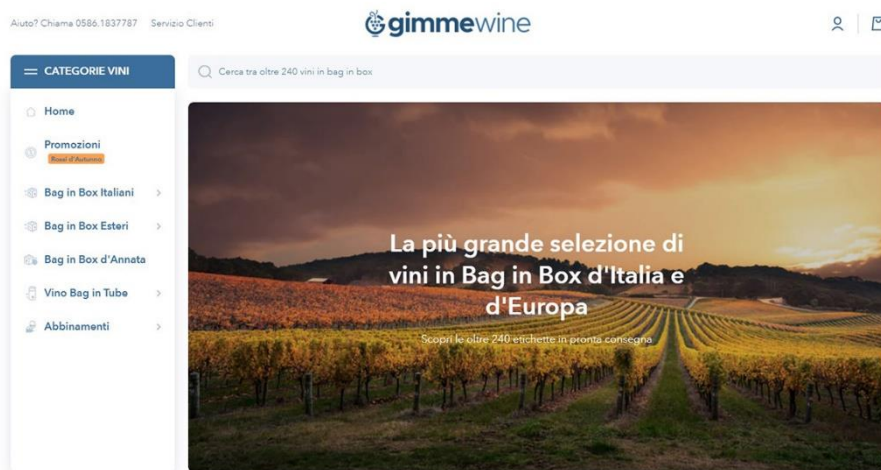 Aiuto? Chiama 0586.1837787 Servizio Clienti
gimmewine
CATEGORIE VINI
Cerca tra oltre 240 vini in bag in box
Home
Promozioni
Rossi d'Autunno
Bag in Box Italiani
Bag in Box Esteri
Bag in Box d'Annata
Vino Bag in Tube
Abbinamenti
La più grande selezione di
vini in Bag in Box d'Italia e
d'Europa
Scopri le oltre 240 etichette in pronta consegna